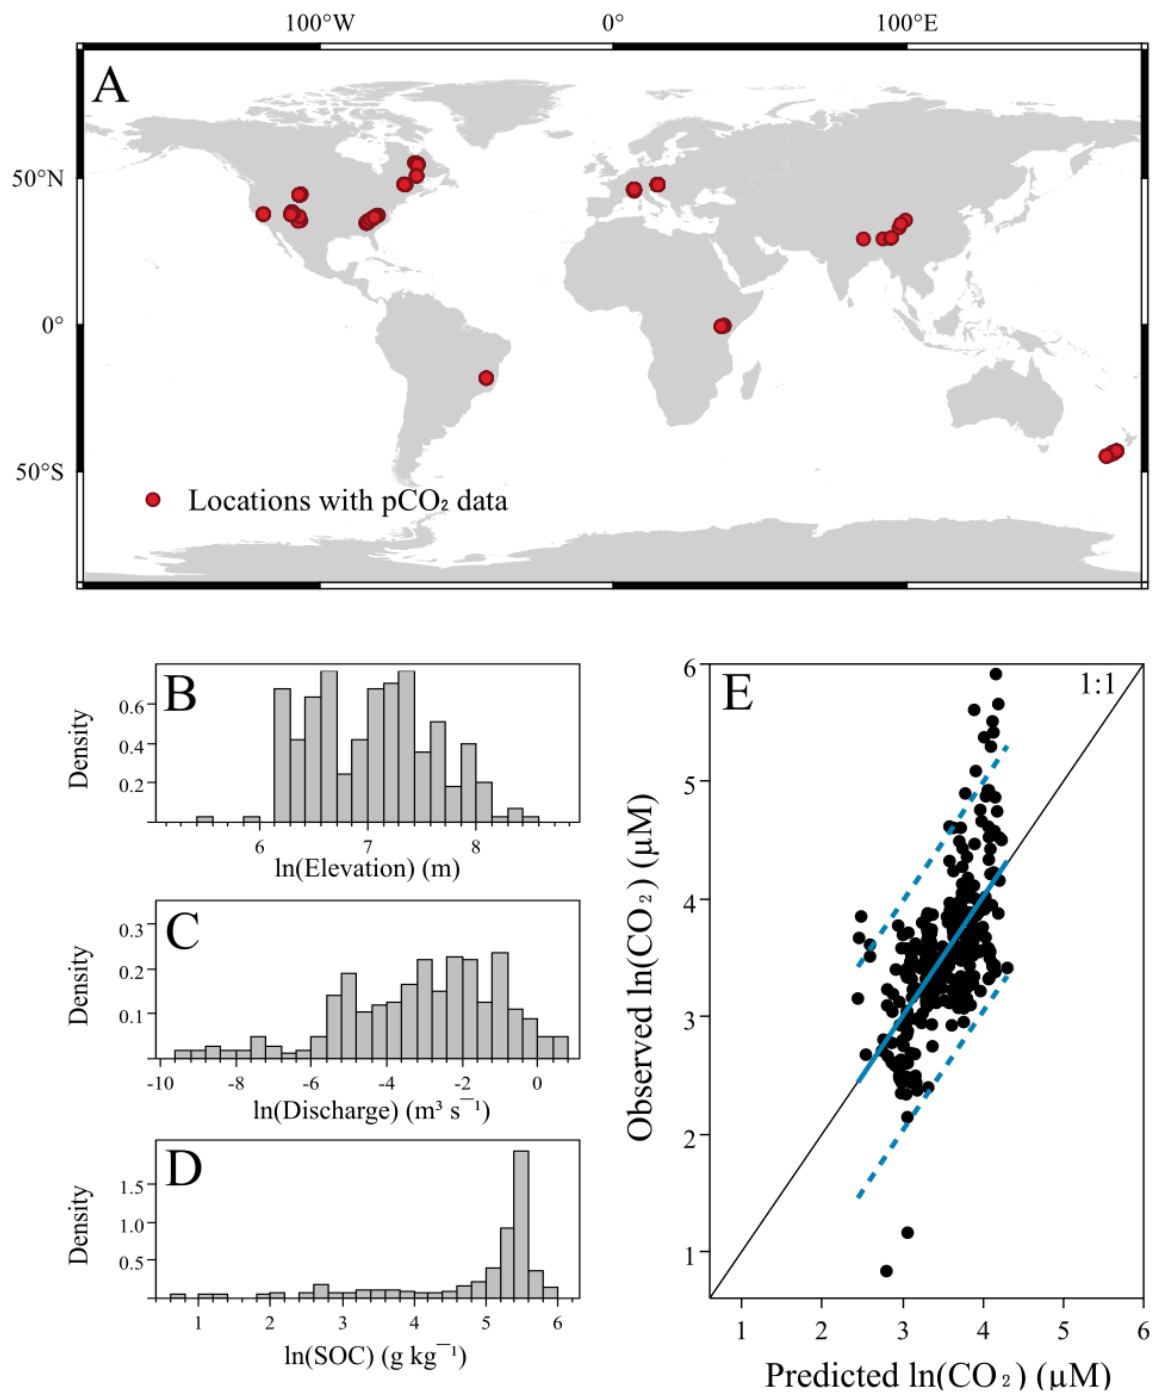 100°W 0° 100°E
A
50°N
0°
50°S
Locations with pCO₂ data
B
Density
0.6
0.4
0.2
6 7 8
ln(Elevation) (m)
C
Density
0.3
0.2
0.1
-10 -8 -6 -4 -2 0
ln(Discharge) (m³ s⁻¹)
D
Density
1.5
1.0
0.5
1 2 3 4 5 6
ln(SOC) (g kg⁻¹)
E
1:1
Observed ln(CO₂) (µM)
6
5
4
3
2
1
1 2 3 4 5 6
Predicted ln(CO₂) (µM)